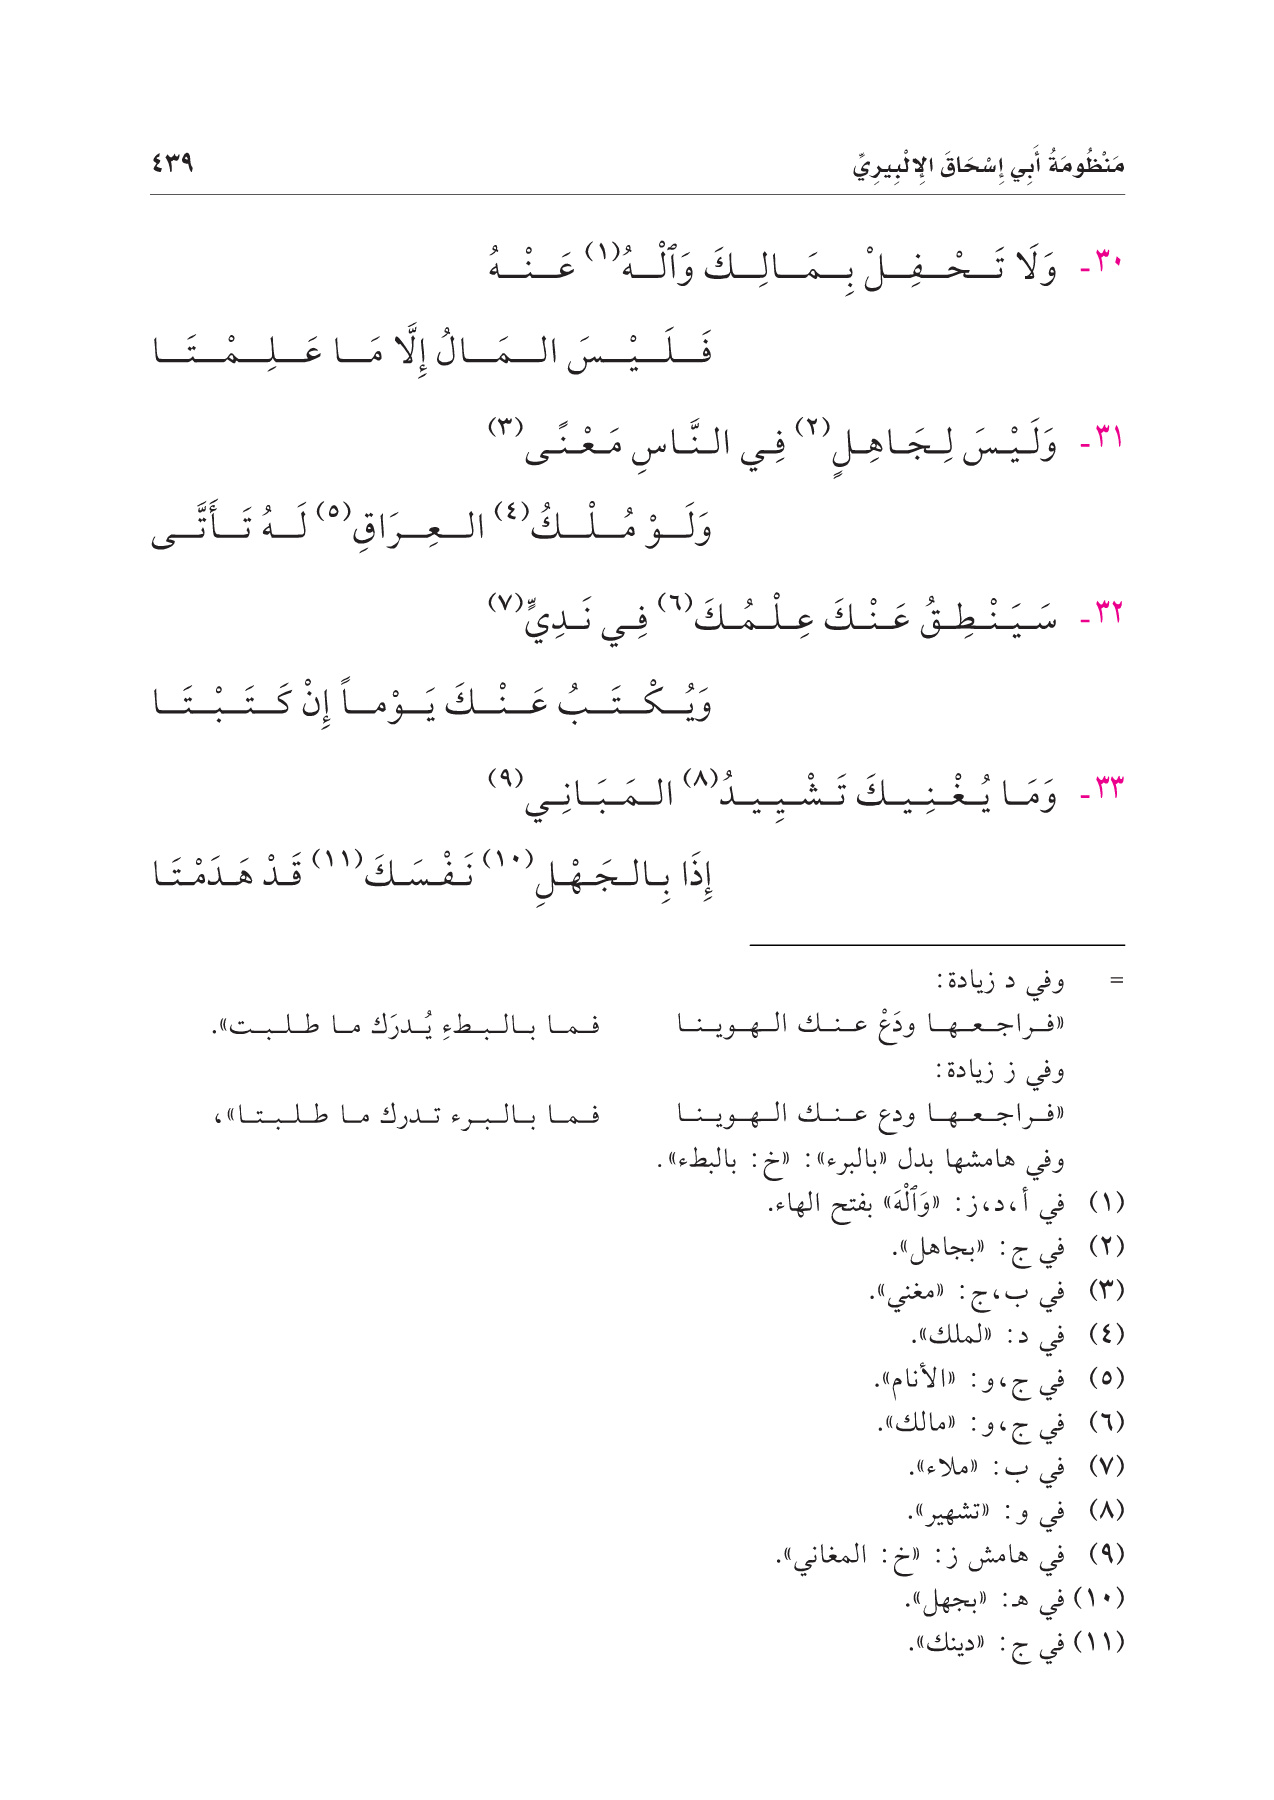 مَنْظُومَةُ أَبِي إِسْحَاقَ الإِلْبِيرِيِّ ٤٣٩
٣٠- وَلَا تَحْفِلْ بِمَالِكَ وَٱلْهُ(١) عَنْهُ
فَلَيْسَ المَالُ إِلَّا مَا عَلِمْتَا
٣١- وَلَيْسَ لِجَاهِلٍ(٢) فِي النَّاسِ مَعْنًى(٣)
وَلَوْ مُلْكُ(٤) العِرَاقِ(٥) لَهُ تَأَتَّى
٣٢- سَيَنْطِقُ عَنْكَ عِلْمُكَ(٦) فِي نَدِيٍّ(٧)
وَيُكْتَبُ عَنْكَ يَوْماً إِنْ كَتَبْتَا
٣٣- وَمَا يُغْنِيكَ تَشْيِيدُ(٨) المَبَانِي(٩)
إِذَا بِالجَهْلِ(١٠) نَفْسَكَ(١١) قَدْ هَدَمْتَا
= وفي د زيادة:
«فراجعها ودَعْ عنك الهوينا فما بالبطءِ يُدرَك ما طلبت».
وفي ز زيادة:
«فراجعها ودع عنك الهوينا فما بالبرء تدرك ما طلبتا»،
وفي هامشها بدل «بالبرء»: «خ: بالبطء».
(١) في أ،د،ز: «وَٱلْهَ» بفتح الهاء.
(٢) في ج: «بجاهل».
(٣) في ب،ج: «مغني».
(٤) في د: «لملك».
(٥) في ج،و: «الأنام».
(٦) في ج،و: «مالك».
(٧) في ب: «ملاء».
(٨) في و: «تشهير».
(٩) في هامش ز: «خ: المغاني».
(١٠) في هـ: «بجهل».
(١١) في ج: «دينك».